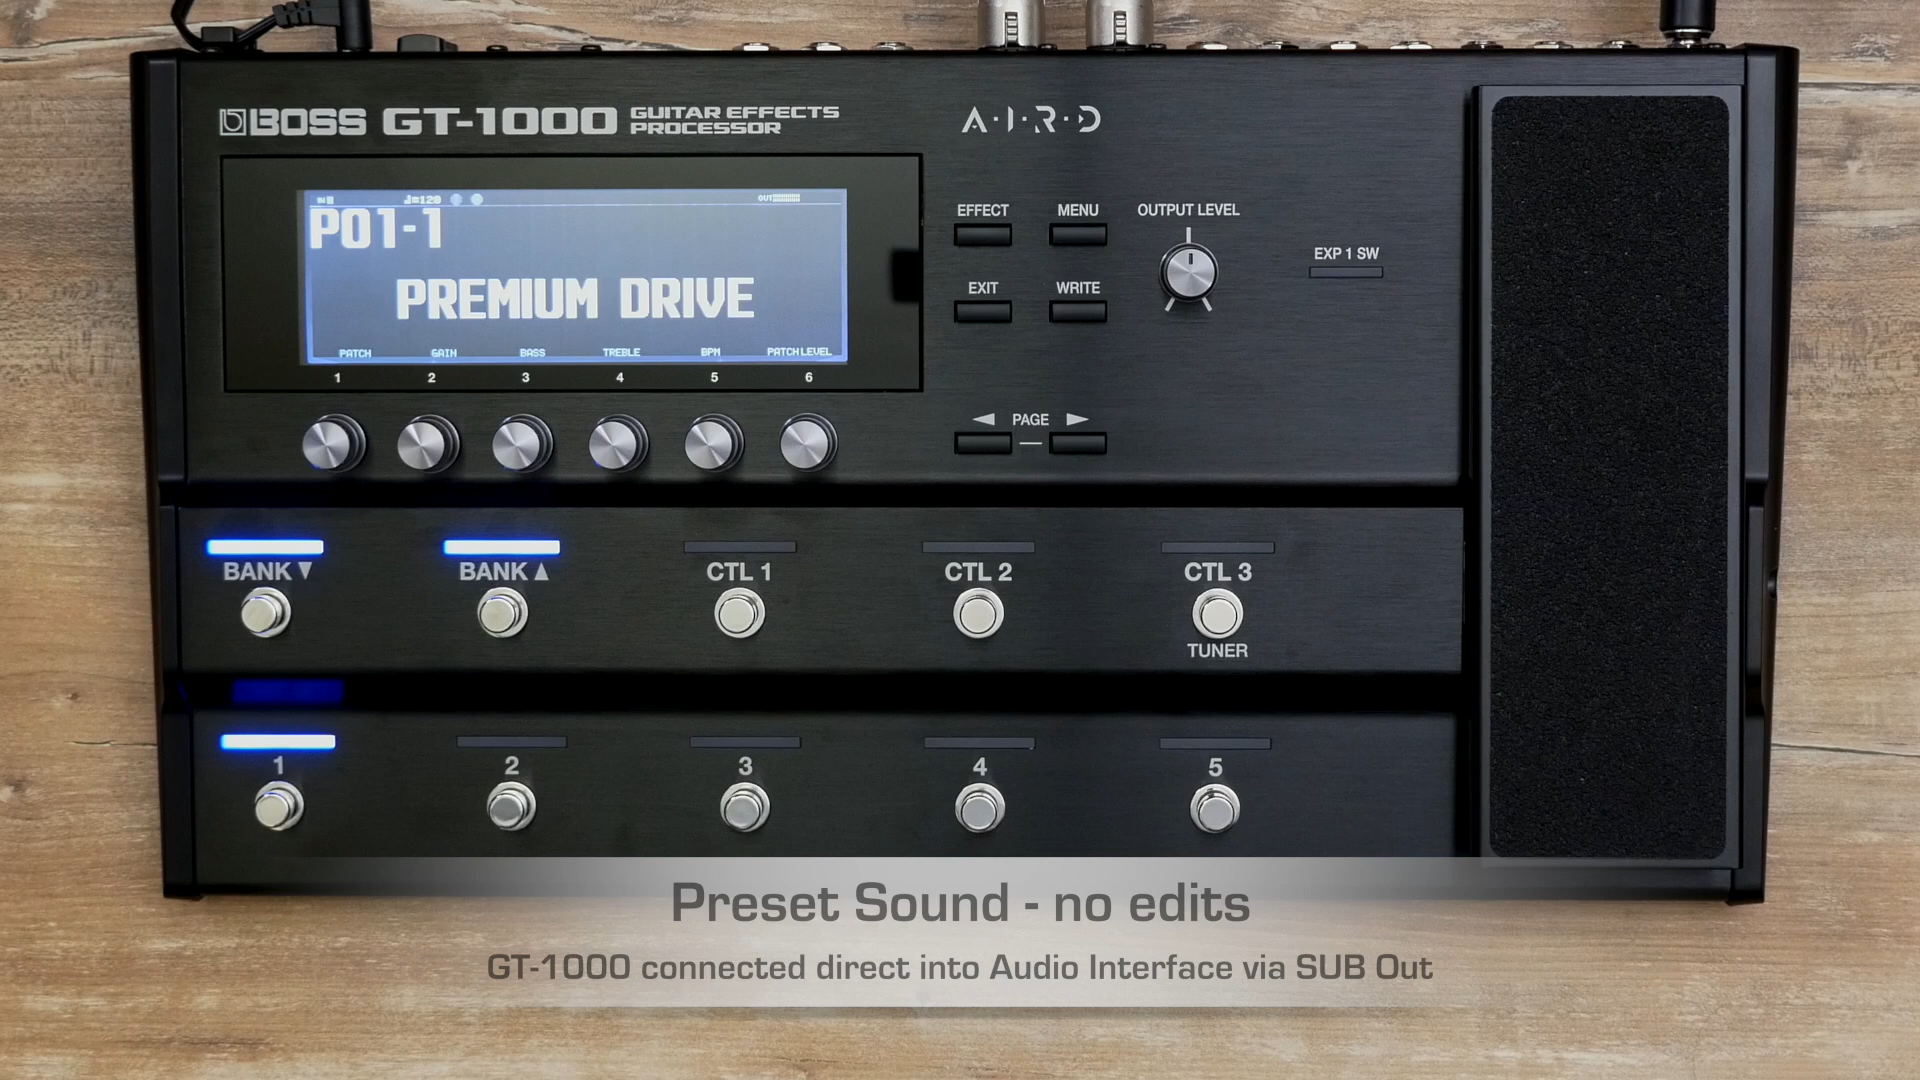 BOSS GT-1000 GUITAR EFFECTS PROCESSOR
A·I·R·D
IN
♩=120
OUT
P01-1
PREMIUM DRIVE
PATCH GAIN BASS TREBLE BPM PATCH LEVEL
1 2 3 4 5 6
EFFECT MENU OUTPUT LEVEL
EXP 1 SW
EXIT WRITE
◀ PAGE ▶
BANK ▼ BANK ▲ CTL 1 CTL 2 CTL 3
TUNER
1 2 3 4 5
Preset Sound - no edits
GT-1000 connected direct into Audio Interface via SUB Out